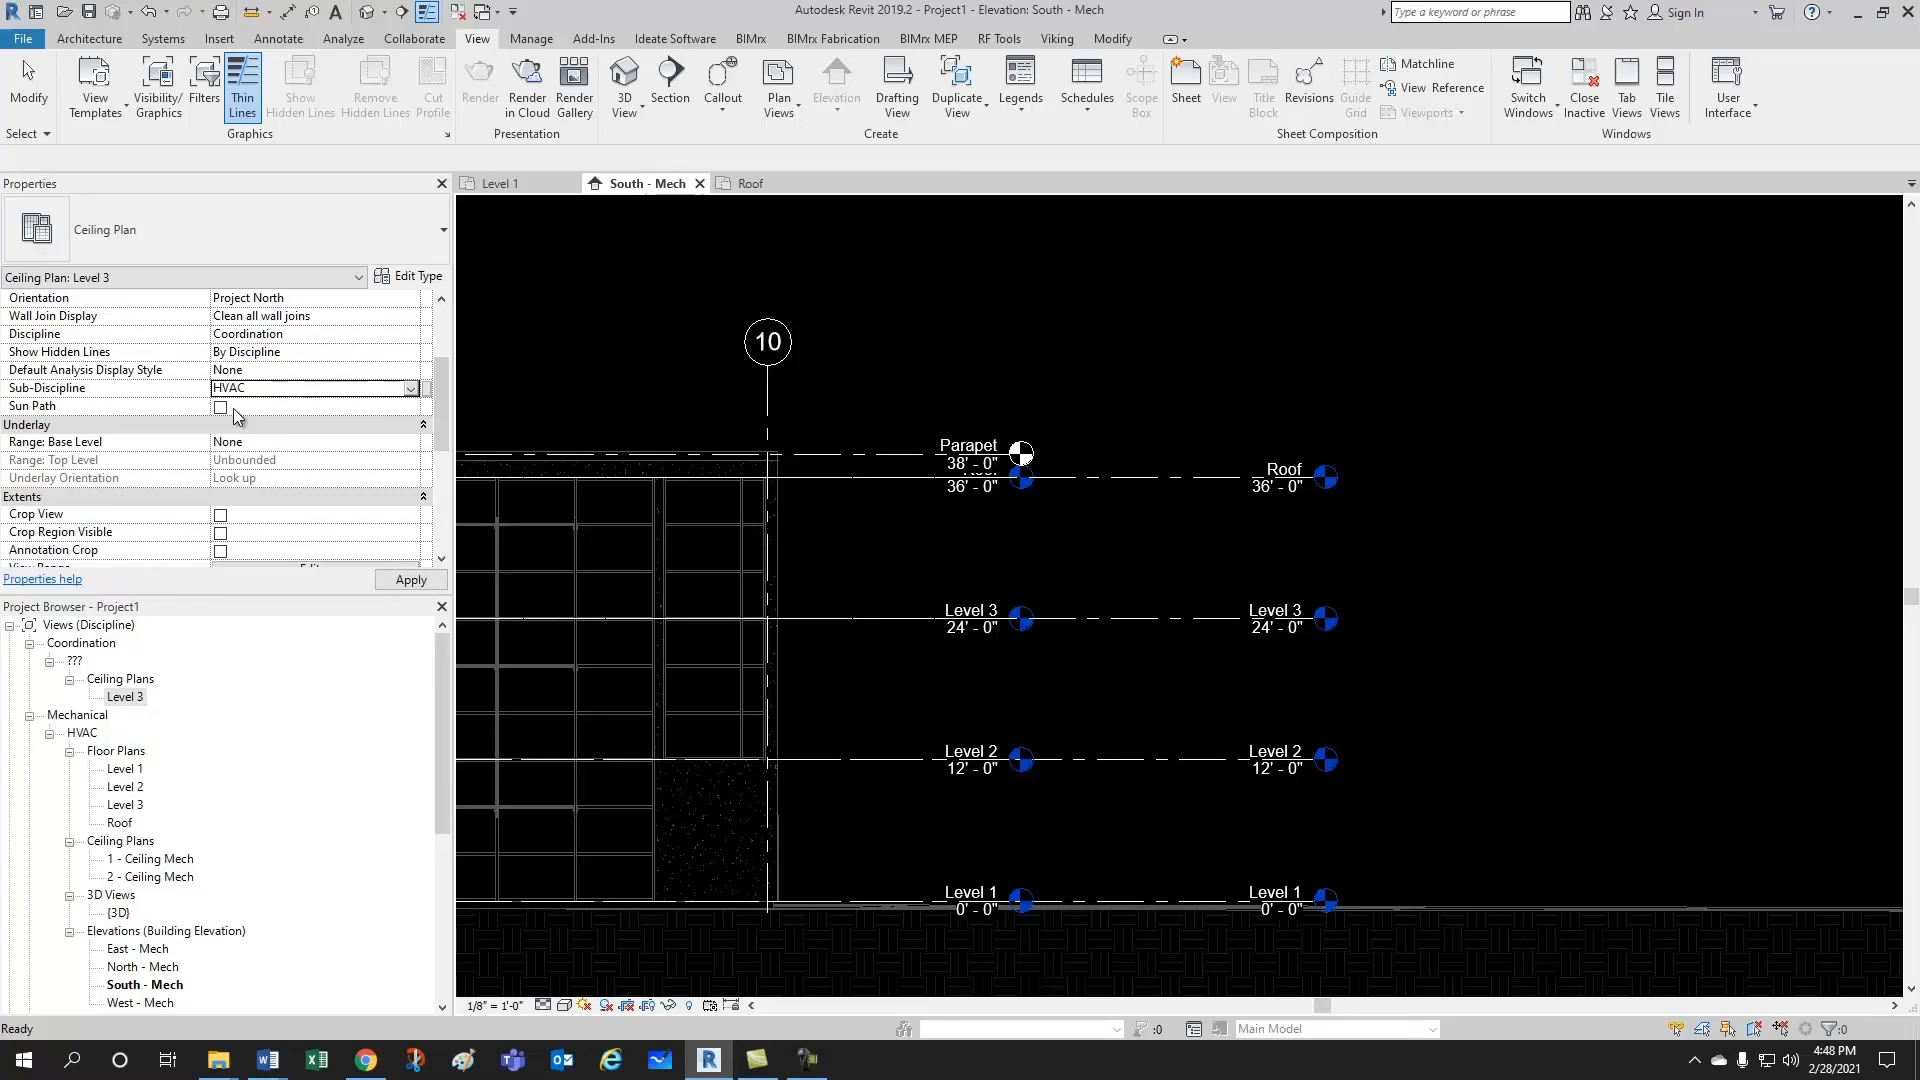 Autodesk Revit 2019.2 - Project1 - Elevation: South - Mech
Type a keyword or phrase
Sign In
File Architecture Systems Insert Annotate Analyze Collaborate View Manage Add-Ins Ideate Software BIMrx BIMrx Fabrication BIMrx MEP RF Tools Viking Modify
Modify
View Templates
Visibility/ Graphics
Filters
Thin Lines
Show Hidden Lines
Remove Hidden Lines
Cut Profile
Render
Render in Cloud
Render Gallery
3D View
Section
Callout
Plan Views
Elevation
Drafting View
Duplicate View
Legends
Schedules
Scope Box
Sheet
View
Title Block
Revisions
Guide Grid
Matchline
View Reference
Viewports
Switch Windows
Close Inactive
Tab Views
Tile Views
User Interface
Select
Graphics
Presentation
Create
Sheet Composition
Windows
Properties
Level 1
South - Mech
Roof
Ceiling Plan
Ceiling Plan: Level 3
Edit Type
Orientation Project North
Wall Join Display Clean all wall joins
Discipline Coordination
Show Hidden Lines By Discipline
Default Analysis Display Style None
Sub-Discipline HVAC
Sun Path
Underlay
Range: Base Level None
Range: Top Level Unbounded
Underlay Orientation Look up
Extents
Crop View
Crop Region Visible
Annotation Crop
Properties help
Apply
Project Browser - Project1
Views (Discipline)
Coordination
???
Ceiling Plans
Level 3
Mechanical
HVAC
Floor Plans
Level 1
Level 2
Level 3
Roof
Ceiling Plans
1 - Ceiling Mech
2 - Ceiling Mech
3D Views
{3D}
Elevations (Building Elevation)
East - Mech
North - Mech
South - Mech
West - Mech
10
Parapet
38' - 0"
36' - 0"
Roof
36' - 0"
Level 3
24' - 0"
Level 3
24' - 0"
Level 2
12' - 0"
Level 2
12' - 0"
Level 1
0' - 0"
Level 1
0' - 0"
1/8" = 1'-0"
Ready
:0
Main Model
:0
4:48 PM
2/28/2021